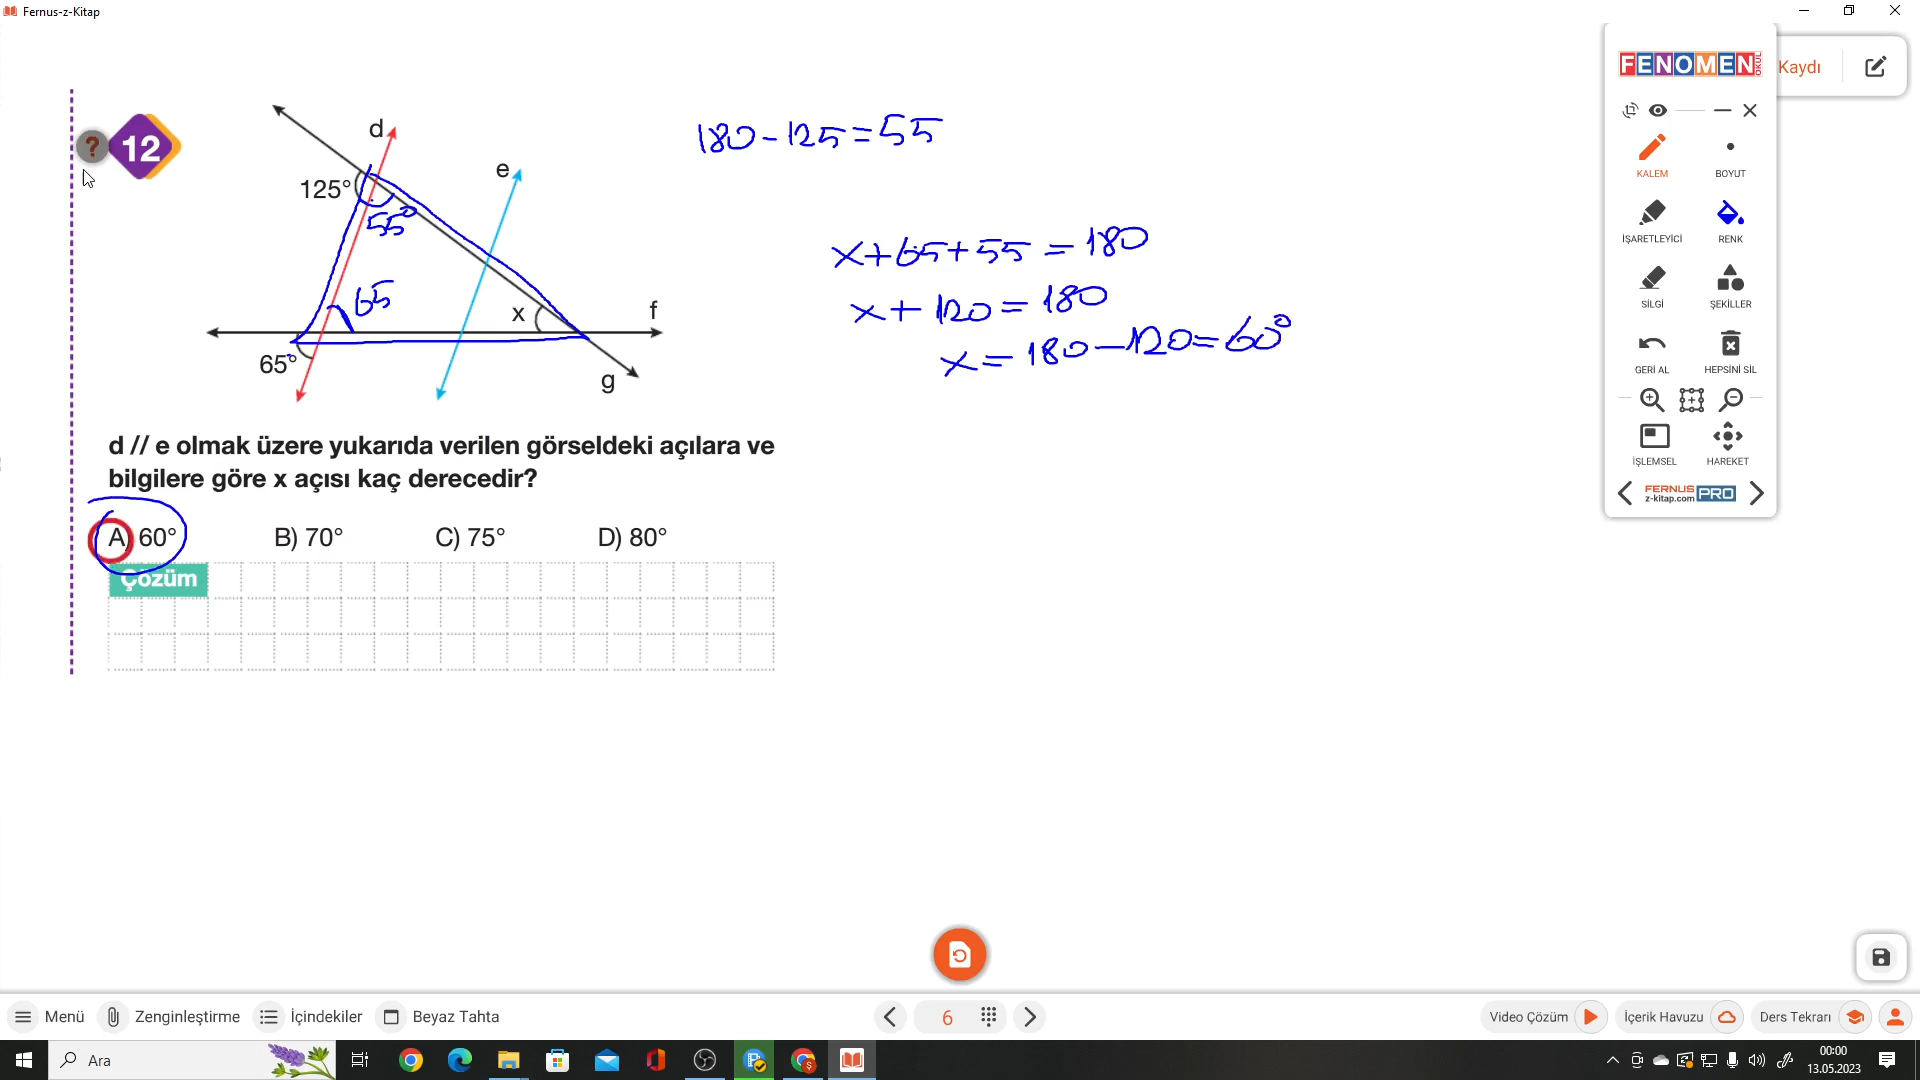 Fernus-z-Kitap
FENOMEN OKUL
Kaydı
? 12
d
e
125°
55°
65
x
f
65°
g
180-125=55
x+65+55=180
x+120=180
x=180-120=60°
d // e olmak üzere yukarıda verilen görseldeki açılara ve
bilgilere göre x açısı kaç derecedir?
A) 60° B) 70° C) 75° D) 80°
Çözüm
KALEM BOYUT
İŞARETLEYİCİ RENK
SİLGİ ŞEKİLLER
GERİ AL HEPSİNİ SİL
İŞLEMSEL HAREKET
FERNUS
z-kitap.com PRO
Menü Zenginleştirme İçindekiler Beyaz Tahta 6 Video Çözüm İçerik Havuzu Ders Tekrarı
Ara
00:00
13.05.2023